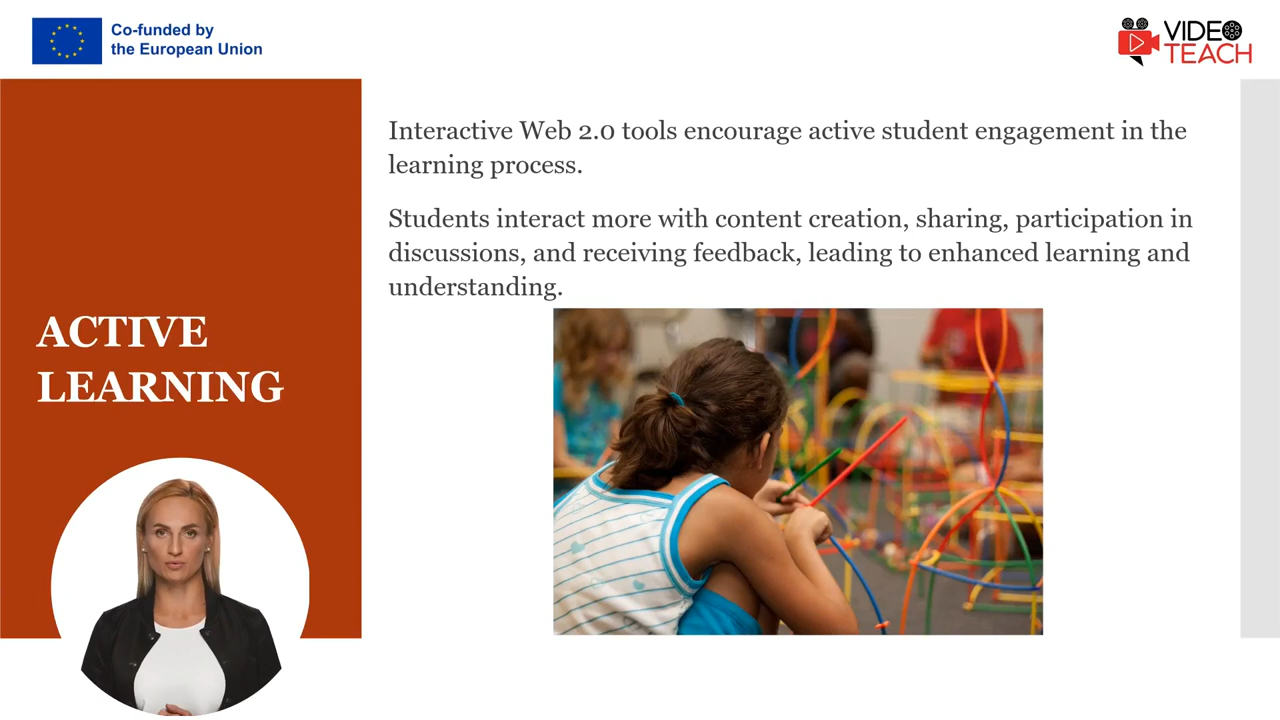 Co-funded by
the European Union
VIDEO
TEACH
Interactive Web 2.0 tools encourage active student engagement in the
learning process.
Students interact more with content creation, sharing, participation in
discussions, and receiving feedback, leading to enhanced learning and
understanding.
ACTIVE
LEARNING